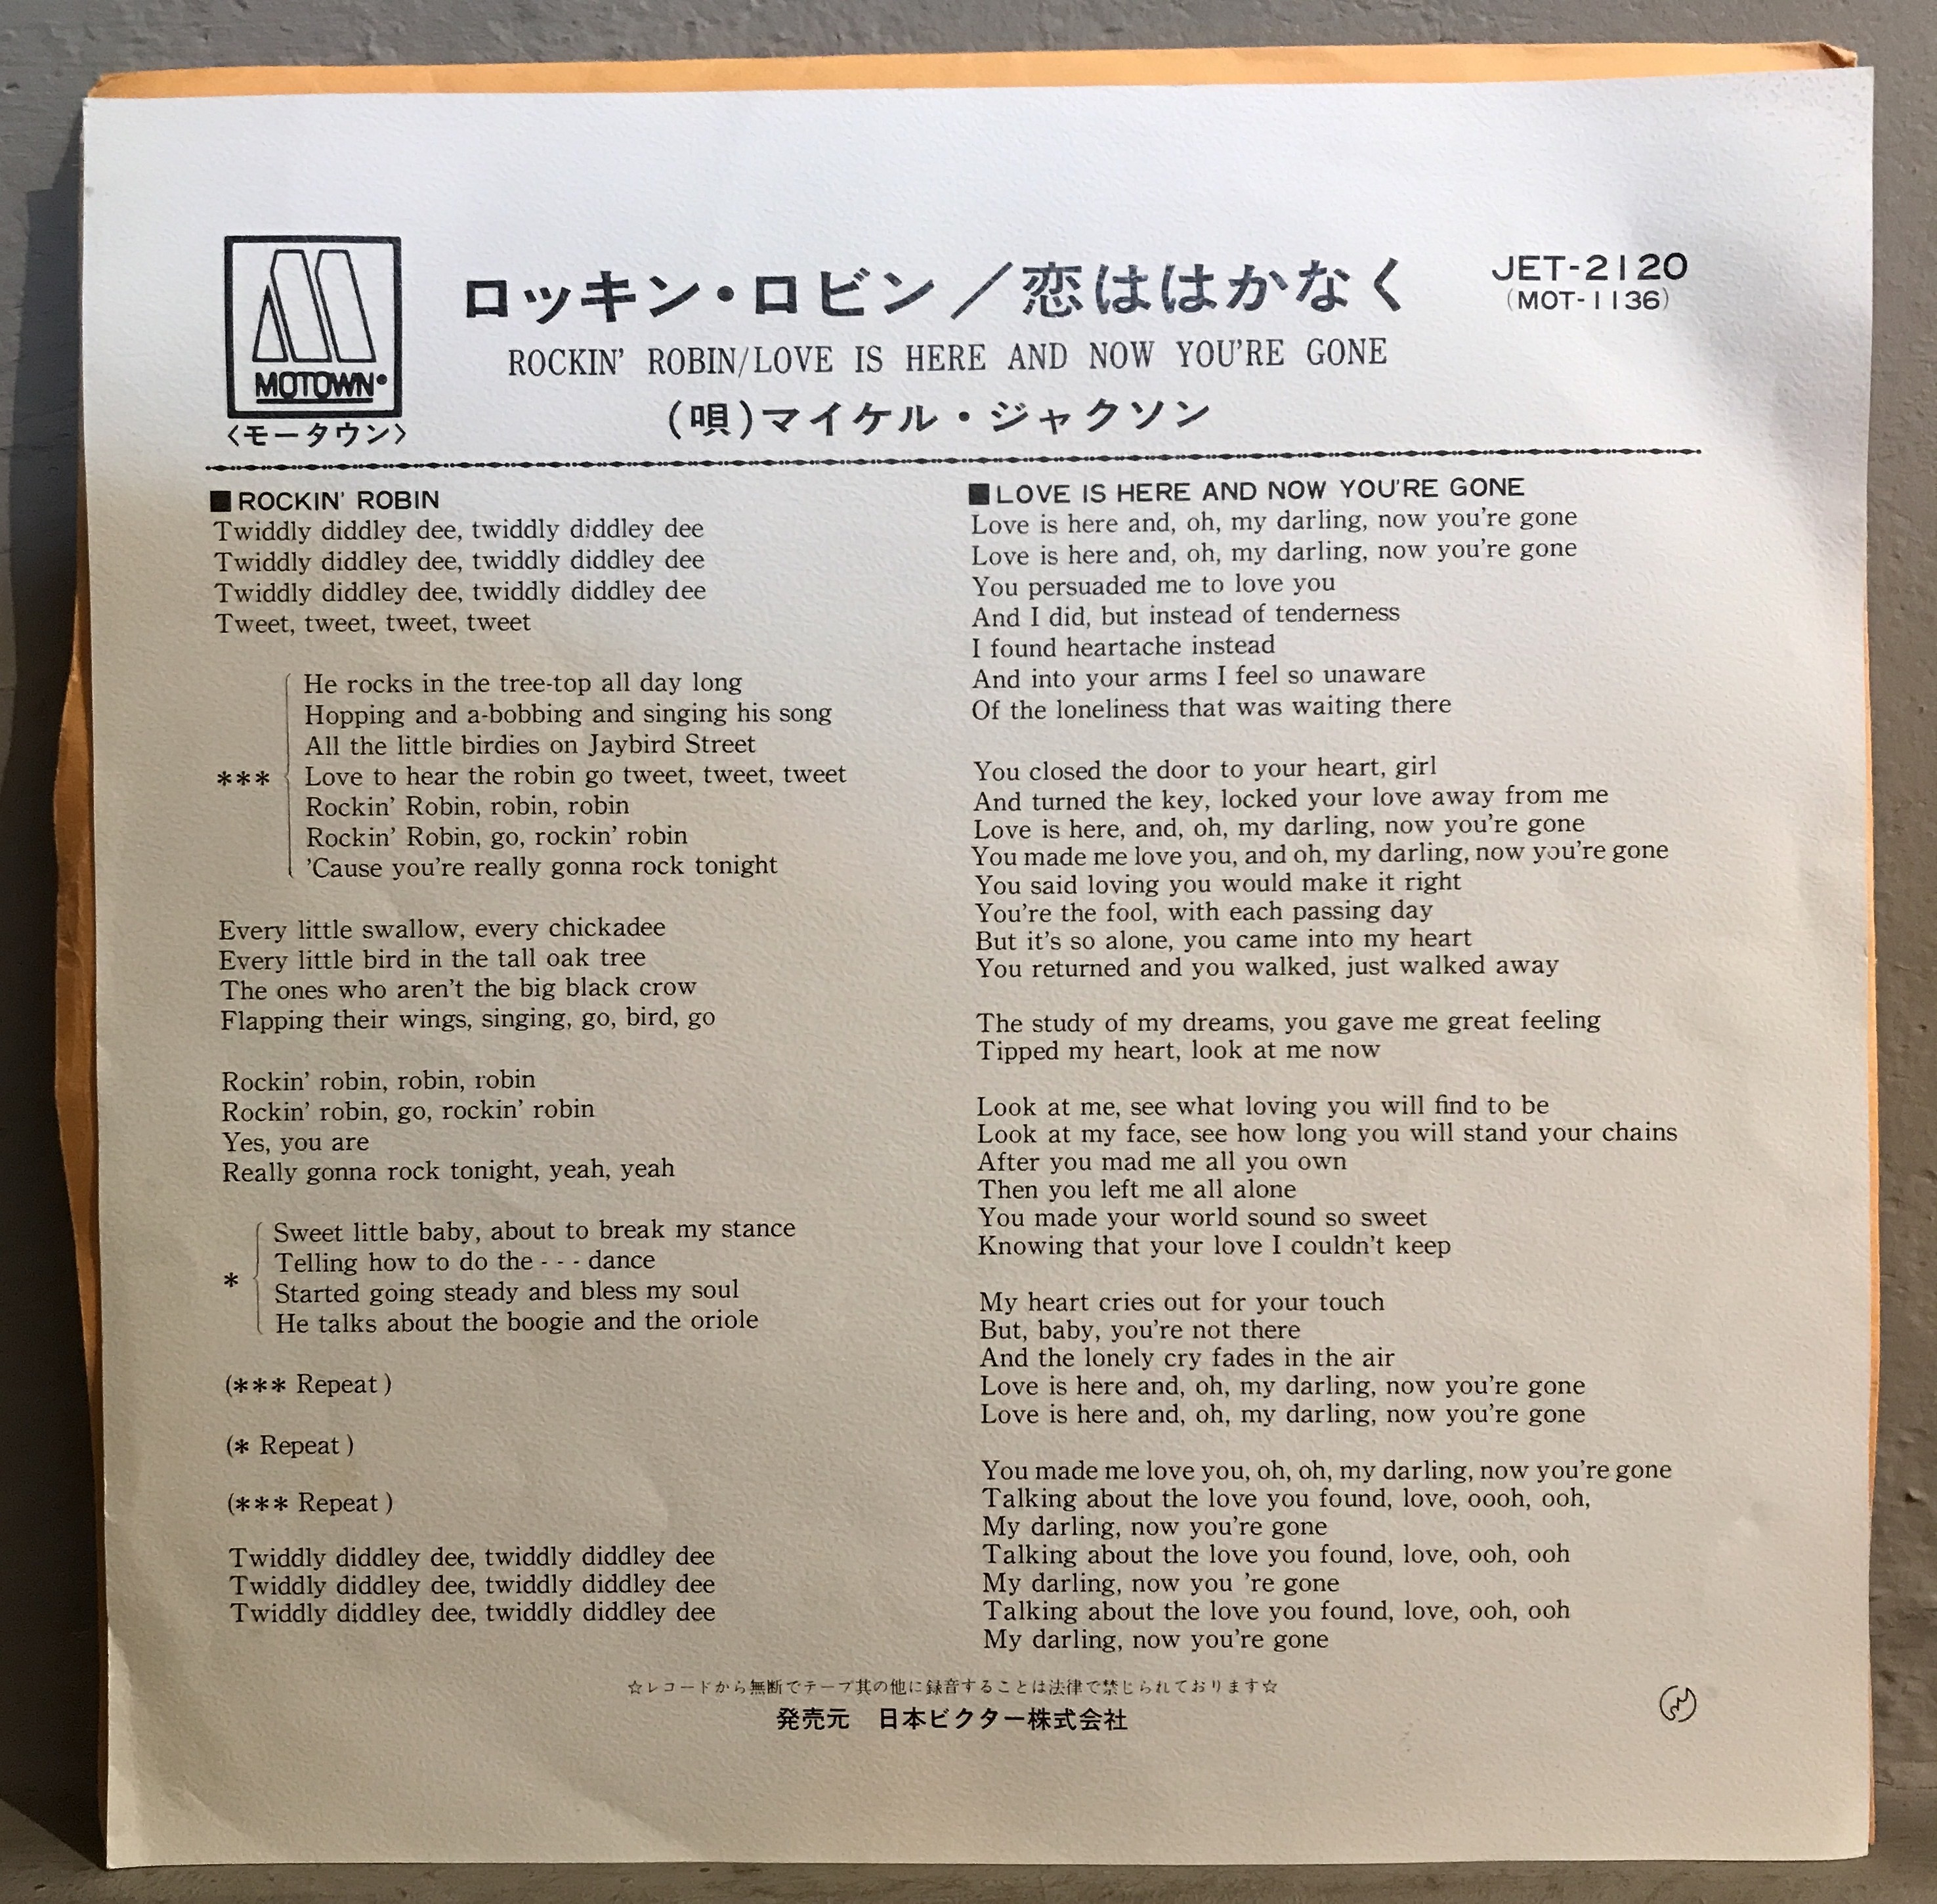 MOTOWN
〈モータウン〉
ロッキン・ロビン／恋ははかなく
ROCKIN' ROBIN/LOVE IS HERE AND NOW YOU'RE GONE
(唄)マイケル・ジャクソン
JET-2120
(MOT-1136)
■ROCKIN' ROBIN
Twiddly diddley dee, twiddly diddley dee
Twiddly diddley dee, twiddly diddley dee
Twiddly diddley dee, twiddly diddley dee
Tweet, tweet, tweet, tweet
He rocks in the tree-top all day long
Hopping and a-bobbing and singing his song
All the little birdies on Jaybird Street
*** Love to hear the robin go tweet, tweet, tweet
Rockin' Robin, robin, robin
Rockin' Robin, go, rockin' robin
'Cause you're really gonna rock tonight
Every little swallow, every chickadee
Every little bird in the tall oak tree
The ones who aren't the big black crow
Flapping their wings, singing, go, bird, go
Rockin' robin, robin, robin
Rockin' robin, go, rockin' robin
Yes, you are
Really gonna rock tonight, yeah, yeah
Sweet little baby, about to break my stance
Telling how to do the - - - dance
* Started going steady and bless my soul
He talks about the boogie and the oriole
(*** Repeat)
(* Repeat)
(*** Repeat)
Twiddly diddley dee, twiddly diddley dee
Twiddly diddley dee, twiddly diddley dee
Twiddly diddley dee, twiddly diddley dee
■LOVE IS HERE AND NOW YOU'RE GONE
Love is here and, oh, my darling, now you're gone
Love is here and, oh, my darling, now you're gone
You persuaded me to love you
And I did, but instead of tenderness
I found heartache instead
And into your arms I feel so unaware
Of the loneliness that was waiting there
You closed the door to your heart, girl
And turned the key, locked your love away from me
Love is here, and, oh, my darling, now you're gone
You made me love you, and oh, my darling, now you're gone
You said loving you would make it right
You're the fool, with each passing day
But it's so alone, you came into my heart
You returned and you walked, just walked away
The study of my dreams, you gave me great feeling
Tipped my heart, look at me now
Look at me, see what loving you will find to be
Look at my face, see how long you will stand your chains
After you mad me all you own
Then you left me all alone
You made your world sound so sweet
Knowing that your love I couldn't keep
My heart cries out for your touch
But, baby, you're not there
And the lonely cry fades in the air
Love is here and, oh, my darling, now you're gone
Love is here and, oh, my darling, now you're gone
You made me love you, oh, oh, my darling, now you're gone
Talking about the love you found, love, oooh, ooh,
My darling, now you're gone
Talking about the love you found, love, ooh, ooh
My darling, now you 're gone
Talking about the love you found, love, ooh, ooh
My darling, now you're gone
☆レコードから無断でテープ其の他に録音することは法律で禁じられております☆
発売元　日本ビクター株式会社